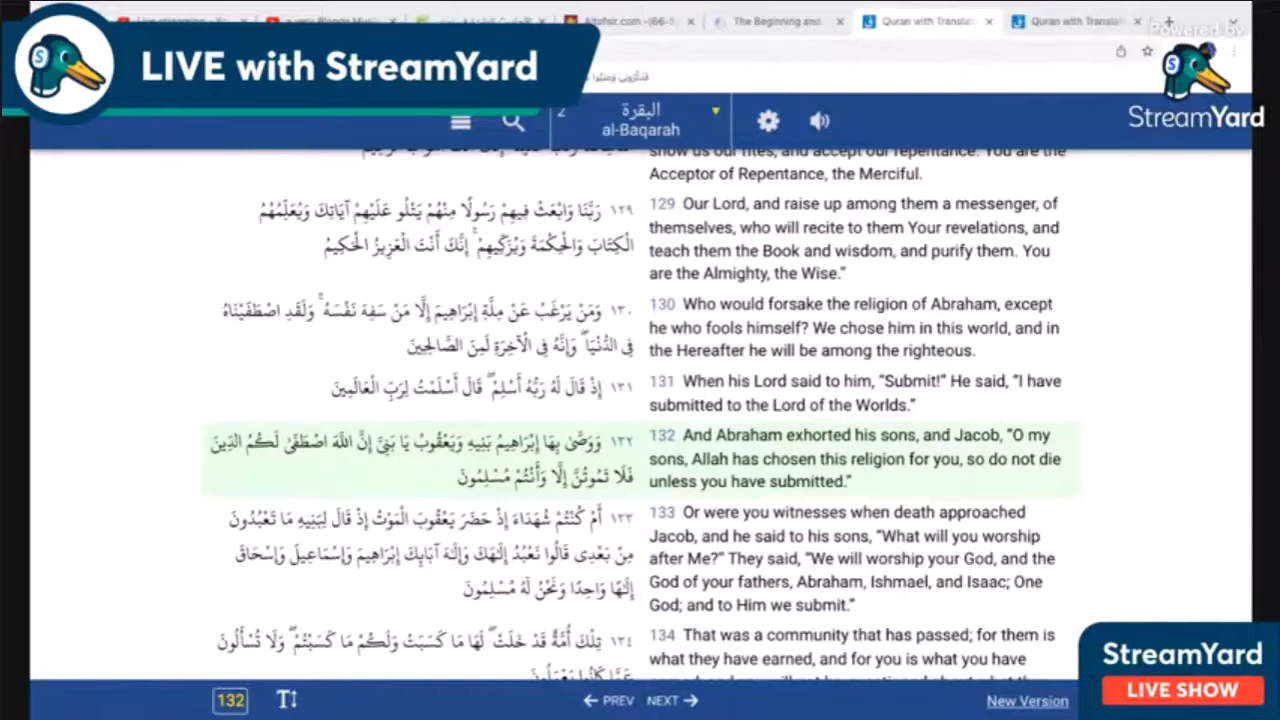 LIVE with StreamYard
Altafsir.com
The Beginning and
Quran with Transla
Quran with Transla
Powered by
StreamYard
2
البقرة
al-Baqarah
show us our rites, and accept our repentance. You are the
Acceptor of Repentance, the Merciful.
١٢٩ رَبَّنَا وَابْعَثْ فِيهِمْ رَسُولًا مِنْهُمْ يَتْلُو عَلَيْهِمْ آيَاتِكَ وَيُعَلِّمُهُمُ
الْكِتَابَ وَالْحِكْمَةَ وَيُزَكِّيهِمْ ۚ إِنَّكَ أَنْتَ الْعَزِيزُ الْحَكِيمُ
129 Our Lord, and raise up among them a messenger, of
themselves, who will recite to them Your revelations, and
teach them the Book and wisdom, and purify them. You
are the Almighty, the Wise.”
١٣٠ وَمَنْ يَرْغَبُ عَنْ مِلَّةِ إِبْرَاهِيمَ إِلَّا مَنْ سَفِهَ نَفْسَهُ ۚ وَلَقَدِ اصْطَفَيْنَاهُ
فِي الدُّنْيَا ۖ وَإِنَّهُ فِي الْآخِرَةِ لَمِنَ الصَّالِحِينَ
130 Who would forsake the religion of Abraham, except
he who fools himself? We chose him in this world, and in
the Hereafter he will be among the righteous.
١٣١ إِذْ قَالَ لَهُ رَبُّهُ أَسْلِمْ ۖ قَالَ أَسْلَمْتُ لِرَبِّ الْعَالَمِينَ
131 When his Lord said to him, “Submit!” He said, “I have
submitted to the Lord of the Worlds.”
١٣٢ وَوَصَّىٰ بِهَا إِبْرَاهِيمُ بَنِيهِ وَيَعْقُوبُ يَا بَنِيَّ إِنَّ اللَّهَ اصْطَفَىٰ لَكُمُ الدِّينَ
فَلَا تَمُوتُنَّ إِلَّا وَأَنْتُمْ مُسْلِمُونَ
132 And Abraham exhorted his sons, and Jacob, “O my
sons, Allah has chosen this religion for you, so do not die
unless you have submitted.”
١٣٣ أَمْ كُنْتُمْ شُهَدَاءَ إِذْ حَضَرَ يَعْقُوبَ الْمَوْتُ إِذْ قَالَ لِبَنِيهِ مَا تَعْبُدُونَ
مِنْ بَعْدِي قَالُوا نَعْبُدُ إِلَٰهَكَ وَإِلَٰهَ آبَائِكَ إِبْرَاهِيمَ وَإِسْمَاعِيلَ وَإِسْحَاقَ
إِلَٰهًا وَاحِدًا وَنَحْنُ لَهُ مُسْلِمُونَ
133 Or were you witnesses when death approached
Jacob, and he said to his sons, “What will you worship
after Me?” They said, “We will worship your God, and the
God of your fathers, Abraham, Ishmael, and Isaac; One
God; and to Him we submit.”
١٣٤ تِلْكَ أُمَّةٌ قَدْ خَلَتْ ۖ لَهَا مَا كَسَبَتْ وَلَكُمْ مَا كَسَبْتُمْ ۖ وَلَا تُسْأَلُونَ
عَمَّا كَانُوا يَعْمَلُونَ
134 That was a community that has passed; for them is
what they have earned, and for you is what you have
132
PREV
NEXT
New Version
StreamYard
LIVE SHOW